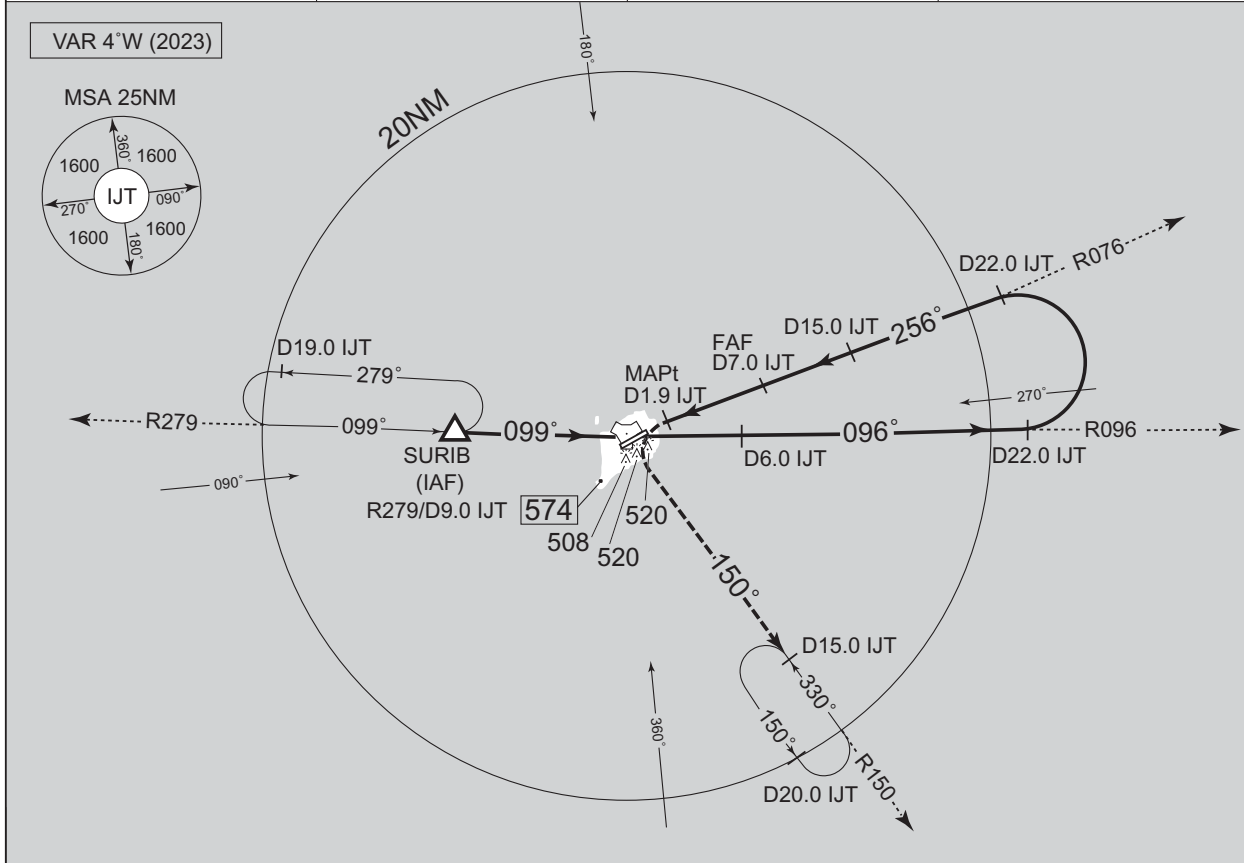 VAR 4°W (2023)
MSA 25NM
360°
1600
1600
IJT
270°
090°
1600
1600
180°
180°
20NM
D22.0 IJT
R076
D15.0 IJT
256°
FAF
D7.0 IJT
D19.0 IJT
279°
MAPt
D1.9 IJT
270°
R279
099°
099°
096°
R096
SURIB
(IAF)
R279/D9.0 IJT
D6.0 IJT
D22.0 IJT
090°
574
520
508
520
150°
D15.0 IJT
330°
360°
150°
R150
D20.0 IJT